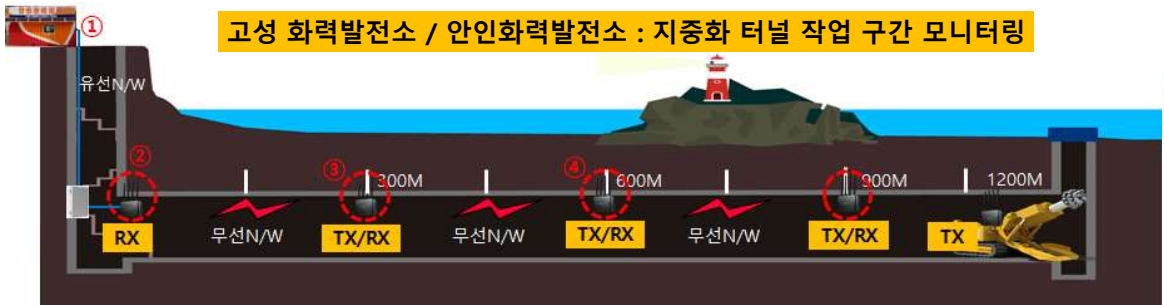 고성 화력발전소 / 안인화력발전소 : 지중화 터널 작업 구간 모니터링
①
유선N/W
②
③
④
300M
600M
900M
1200M
RX
무선N/W
TX/RX
무선N/W
TX/RX
무선N/W
TX/RX
TX